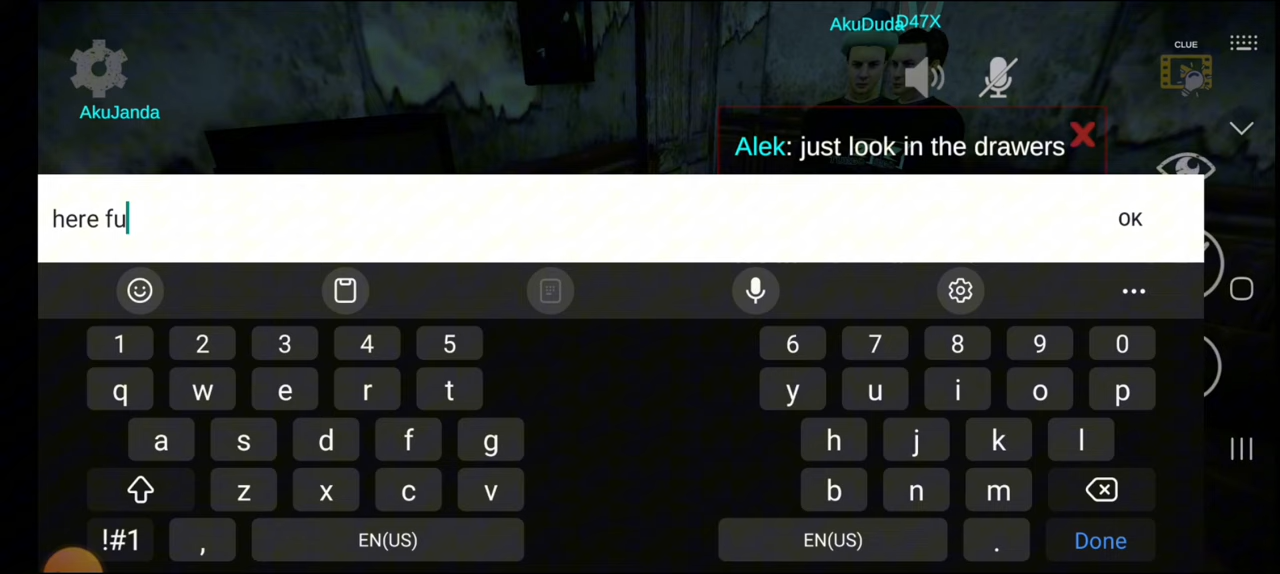 AkuDuda D47X
CLUE
AkuJanda
Alek: just look in the drawers
here fu
OK
1 2 3 4 5 6 7 8 9 0
q w e r t y u i o p
a s d f g h j k l
z x c v b n m
!#1 , EN(US) EN(US) . Done